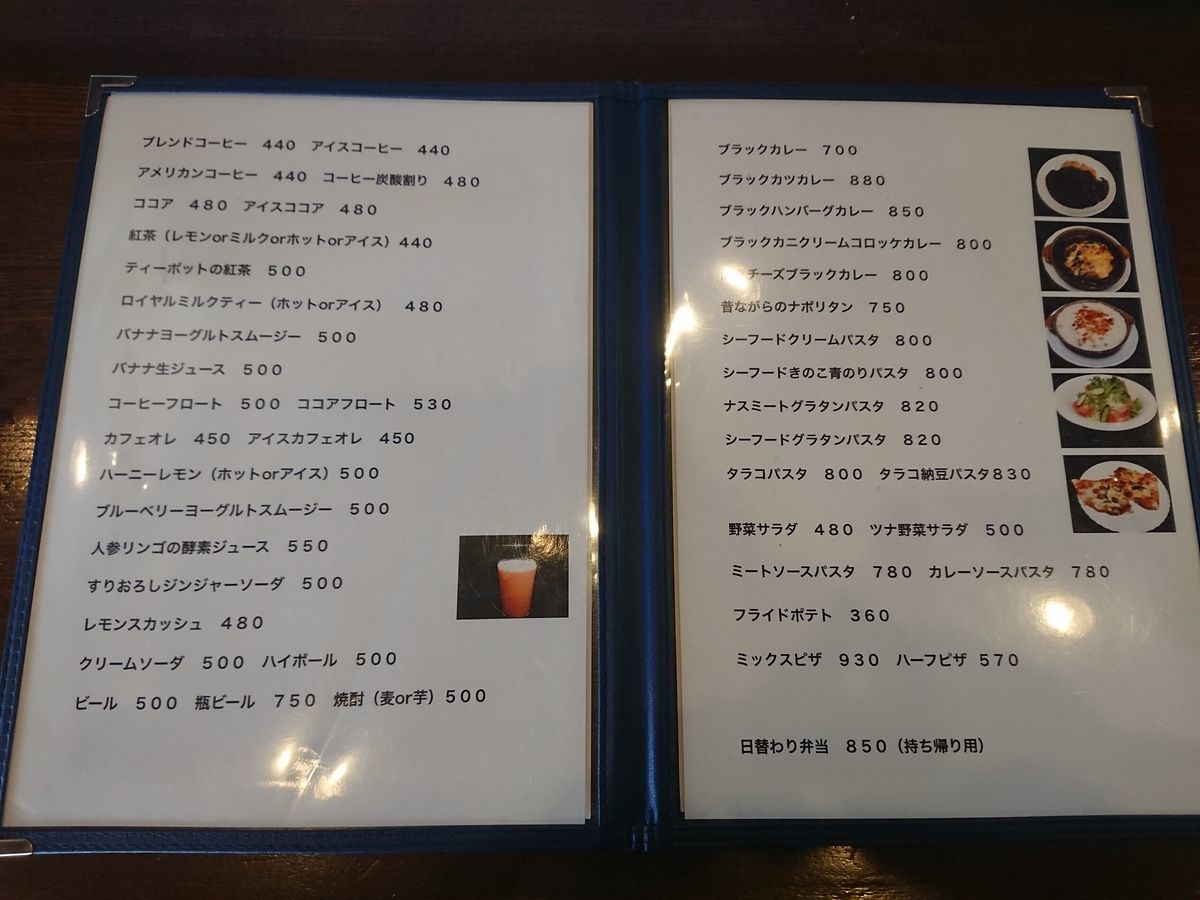 ブレンドコーヒー 440 アイスコーヒー 440
アメリカンコーヒー 440 コーヒー炭酸割り 480
ココア 480 アイスココア 480
紅茶（レモンorミルクorホットorアイス）440
ティーポットの紅茶 500
ロイヤルミルクティー（ホットorアイス） 480
バナナヨーグルトスムージー 500
バナナ生ジュース 500
コーヒーフロート 500 ココアフロート 530
カフェオレ 450 アイスカフェオレ 450
ハーニーレモン（ホットorアイス）500
ブルーベリーヨーグルトスムージー 500
人参リンゴの酵素ジュース 550
すりおろしジンジャーソーダ 500
レモンスカッシュ 480
クリームソーダ 500 ハイボール 500
ビール 500 瓶ビール 750 焼酎（麦or芋）500
ブラックカレー 700
ブラックカツカレー 880
ブラックハンバーグカレー 850
ブラックカニクリームコロッケカレー 800
チーズブラックカレー 800
昔ながらのナポリタン 750
シーフードクリームパスタ 800
シーフードきのこ青のりパスタ 800
ナスミートグラタンパスタ 820
シーフードグラタンパスタ 820
タラコパスタ 800 タラコ納豆パスタ830
野菜サラダ 480 ツナ野菜サラダ 500
ミートソースパスタ 780 カレーソースパスタ 780
フライドポテト 360
ミックスピザ 930 ハーフピザ 570
日替わり弁当 850（持ち帰り用）